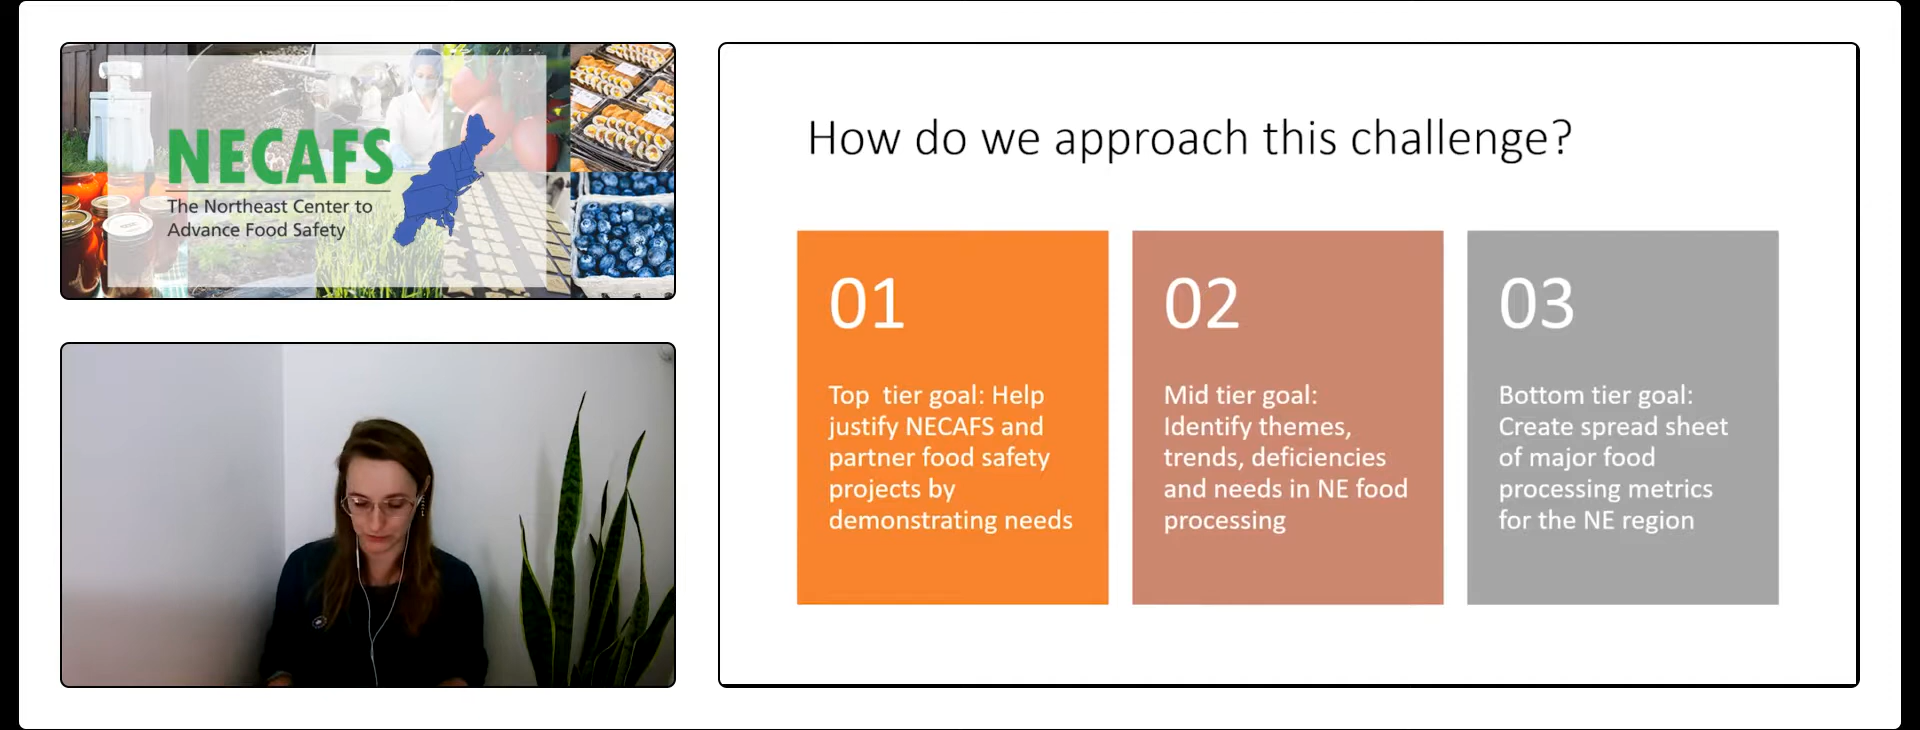 NECAFS
The Northeast Center to
Advance Food Safety
How do we approach this challenge?
01
Top  tier goal: Help
justify NECAFS and
partner food safety
projects by
demonstrating needs
02
Mid tier goal:
Identify themes,
trends, deficiencies
and needs in NE food
processing
03
Bottom tier goal:
Create spread sheet
of major food
processing metrics
for the NE region